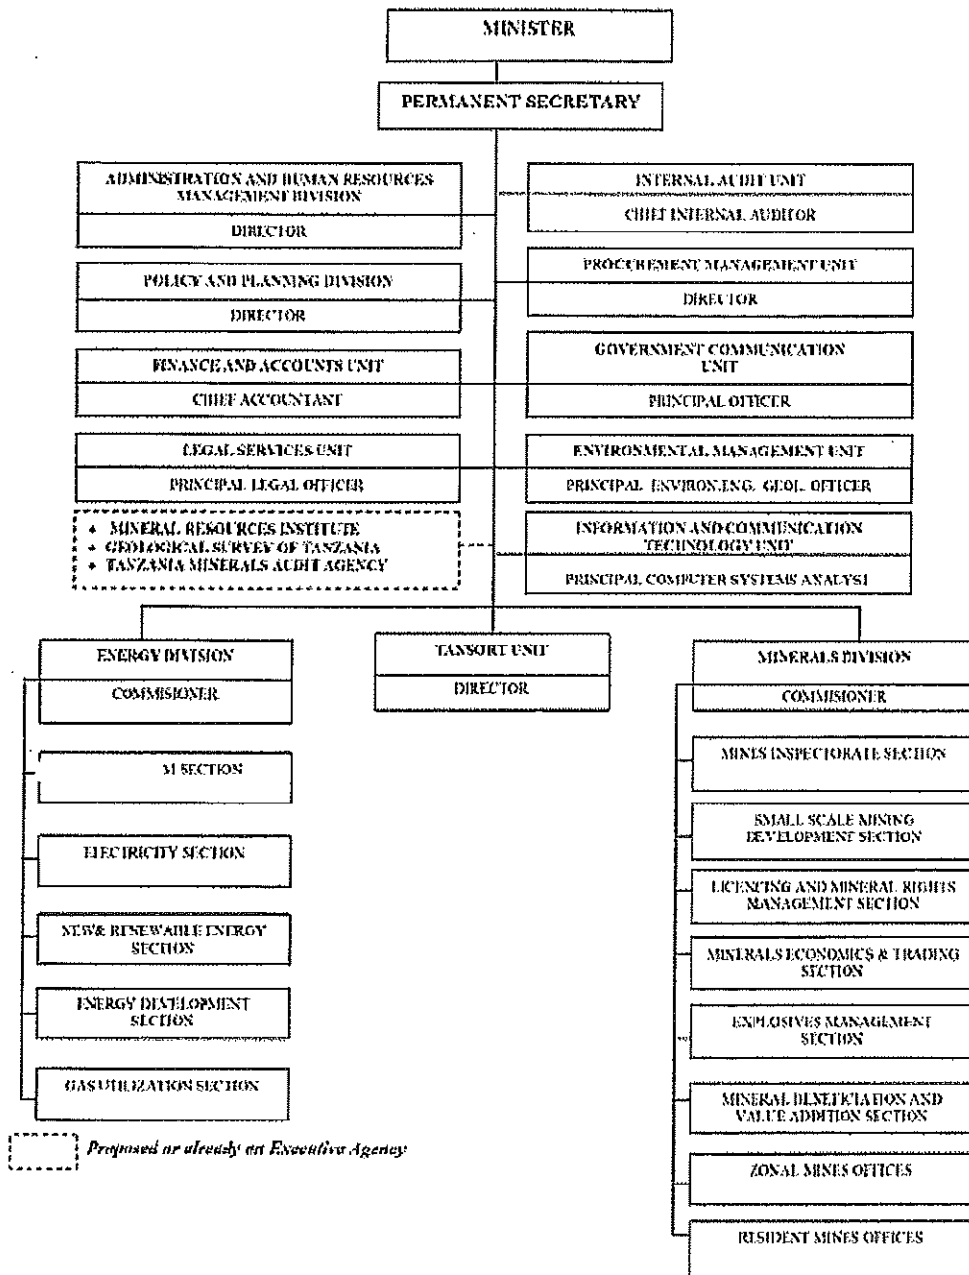 MINISTER
PERMANENT SECRETARY
ADMINISTRATION AND HUMAN RESOURCES
MANAGEMENT DIVISION
DIRECTOR
INTERNAL AUDIT UNIT
CHIEF INTERNAL AUDITOR
POLICY AND PLANNING DIVISION
DIRECTOR
PROCUREMENT MANAGEMENT UNIT
DIRECTOR
FINANCE AND ACCOUNTS UNIT
CHIEF ACCOUNTANT
GOVERNMENT COMMUNICATION
UNIT
PRINCIPAL OFFICER
LEGAL SERVICES UNIT
PRINCIPAL LEGAL OFFICER
ENVIRONMENTAL MANAGEMENT UNIT
PRINCIPAL ENVIRON.ENG. GEOL. OFFICER
MINERAL RESOURCES INSTITUTE
GEOLOGICAL SURVEY OF TANZANIA
TANZANIA MINERALS AUDIT AGENCY
INFORMATION AND COMMUNICATION
TECHNOLOGY UNIT
PRINCIPAL COMPUTER SYSTEMS ANALYST
ENERGY DIVISION
COMMISIONER
M SECTION
ELECTRICITY SECTION
NEW& RENEWABLE ENERGY
SECTION
ENERGY DEVELOPMENT
SECTION
GAS UTILIZATION SECTION
TANSORT UNIT
DIRECTOR
MINERALS DIVISION
COMMISIONER
MINES INSPECTORATE SECTION
SMALL SCALE MINING
DEVELOPMENT SECTION
LICENCING AND MINERAL RIGHTS
MANAGEMENT SECTION
MINERALS ECONOMICS & TRADING
SECTION
EXPLOSIVES MANAGEMENT
SECTION
MINERAL BENEFICIATION AND
VALUE ADDITION SECTION
ZONAL MINES OFFICES
RESIDENT MINES OFFICES
Proposed or already an Executive Agency